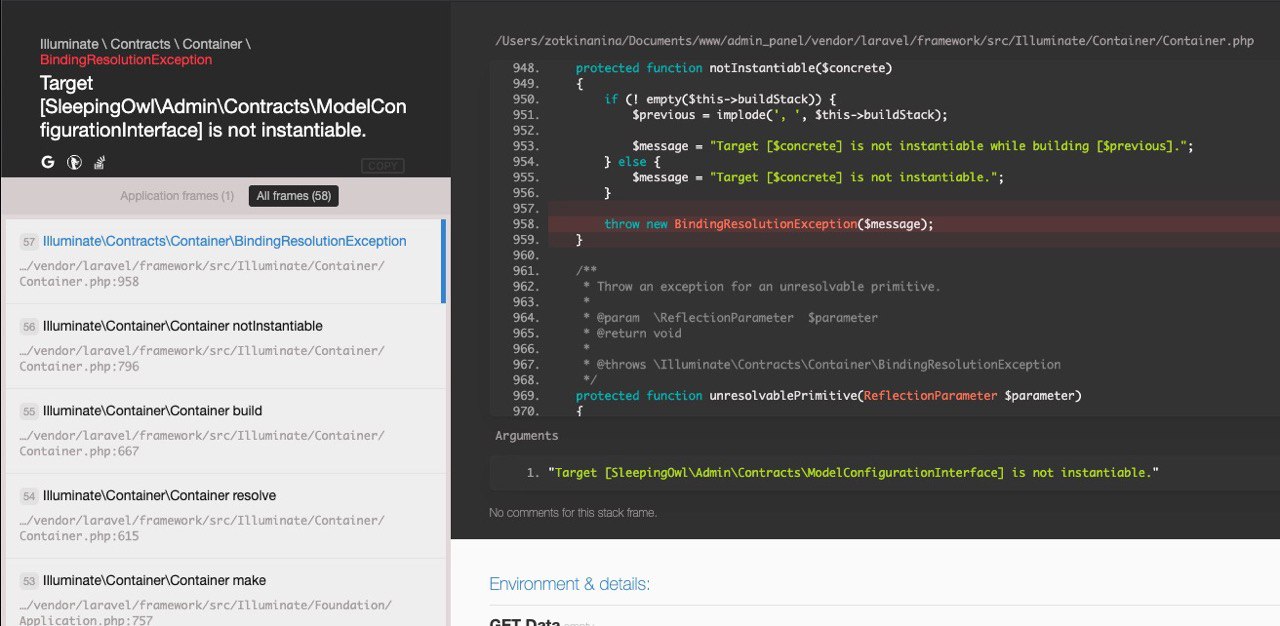 Illuminate \ Contracts \ Container \
BindingResolutionException
Target
[SleepingOwl\Admin\Contracts\ModelCon
figurationInterface] is not instantiable.
COPY
Application frames (1) All frames (58)
57 Illuminate\Contracts\Container\BindingResolutionException
…/vendor/laravel/framework/src/Illuminate/Container/
Container.php:958
56 Illuminate\Container\Container notInstantiable
…/vendor/laravel/framework/src/Illuminate/Container/
Container.php:796
55 Illuminate\Container\Container build
…/vendor/laravel/framework/src/Illuminate/Container/
Container.php:667
54 Illuminate\Container\Container resolve
…/vendor/laravel/framework/src/Illuminate/Container/
Container.php:615
53 Illuminate\Container\Container make
…/vendor/laravel/framework/src/Illuminate/Foundation/
Application.php:757
/Users/zotkinanina/Documents/www/admin_panel/vendor/laravel/framework/src/Illuminate/Container/Container.php
948. protected function notInstantiable($concrete)
949. {
950. if (! empty($this->buildStack)) {
951. $previous = implode(', ', $this->buildStack);
952.
953. $message = "Target [$concrete] is not instantiable while building [$previous].";
954. } else {
955. $message = "Target [$concrete] is not instantiable.";
956. }
957.
958. throw new BindingResolutionException($message);
959. }
960.
961. /**
962. * Throw an exception for an unresolvable primitive.
963. *
964. * @param \ReflectionParameter $parameter
965. * @return void
966. *
967. * @throws \Illuminate\Contracts\Container\BindingResolutionException
968. */
969. protected function unresolvablePrimitive(ReflectionParameter $parameter)
970. {
Arguments
1. "Target [SleepingOwl\Admin\Contracts\ModelConfigurationInterface] is not instantiable."
No comments for this stack frame.
Environment & details:
GET Data empty